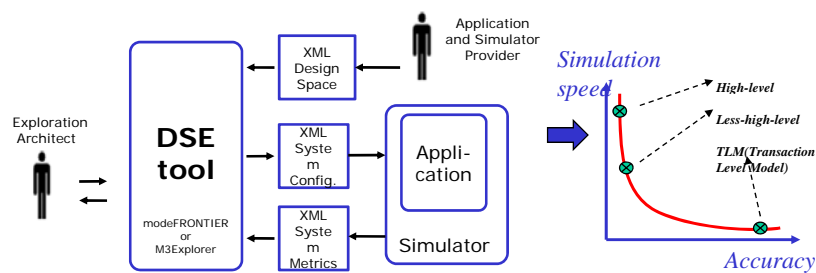 Application
and Simulator
Provider
XML
Design
Space
Exploration
Architect
DSE
tool
modeFRONTIER
or
M3Explorer
XML
Syste
m
Config.
XML
Syste
m
Metrics
Appli-
cation
Simulator
Simulation
speed
High-level
Less-high-level
TLM(Transaction
Level Model)
Accuracy